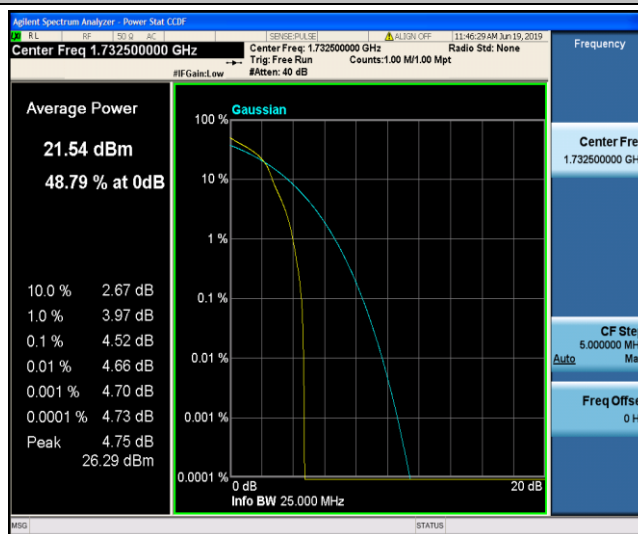 Agilent Spectrum Analyzer - Power Stat CCDF
RL RF 50 Ω AC SENSE:PULSE ALIGN OFF 11:46:29 AM Jun 19, 2019
Center Freq 1.732500000 GHz
Center Freq: 1.732500000 GHz Radio Std: None
Trig: Free Run Counts:1.00 M/1.00 Mpt
#IFGain:Low #Atten: 40 dB
Frequency
Average Power
21.54 dBm
48.79 % at 0dB
10.0 % 2.67 dB
1.0 % 3.97 dB
0.1 % 4.52 dB
0.01 % 4.66 dB
0.001 % 4.70 dB
0.0001 % 4.73 dB
Peak 4.75 dB
26.29 dBm
Gaussian
100 %
10 %
1 %
0.1 %
0.01 %
0.001 %
0.0001 %
0 dB 20 dB
Info BW 25.000 MHz
Center Fre
1.732500000 GH
CF Ste
5.000000 MH
Auto Ma
Freq Offse
0 H
MSG STATUS